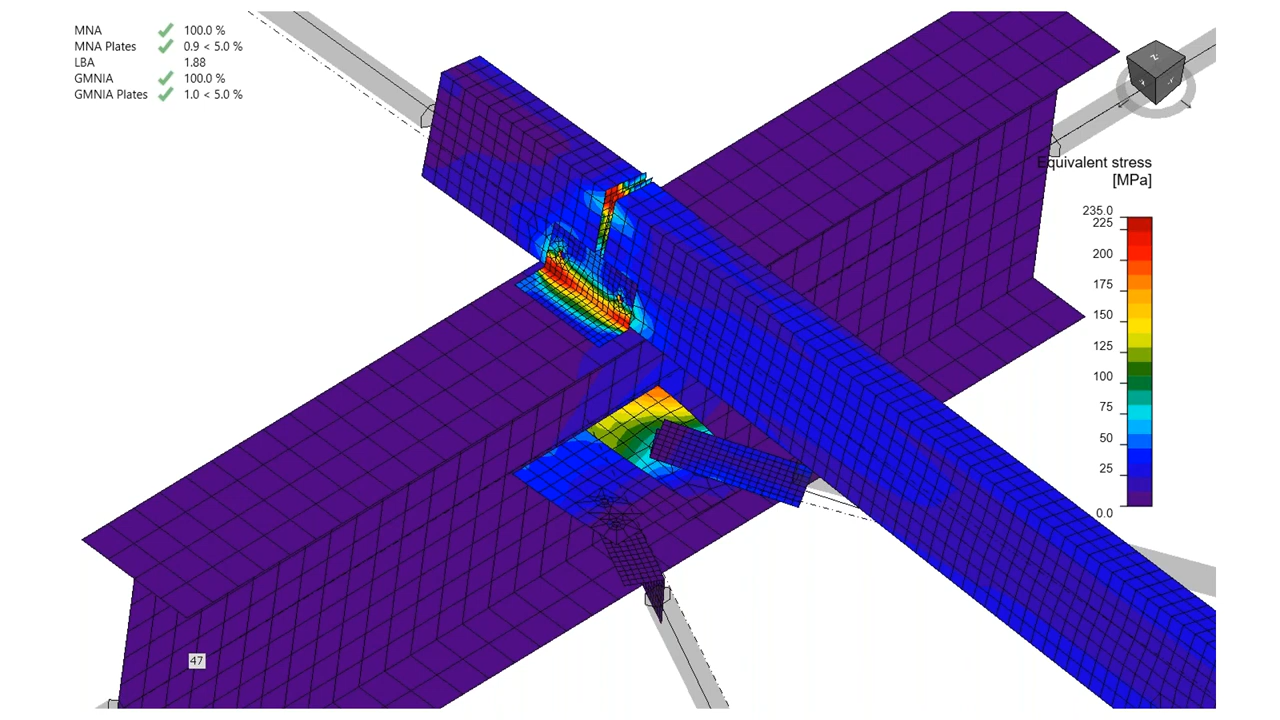 MNA 100.0 %
MNA Plates 0.9 < 5.0 %
LBA 1.88
GMNIA 100.0 %
GMNIA Plates 1.0 < 5.0 %
Equivalent stress
[MPa]
235.0
225
200
175
150
125
100
75
50
25
0.0
47